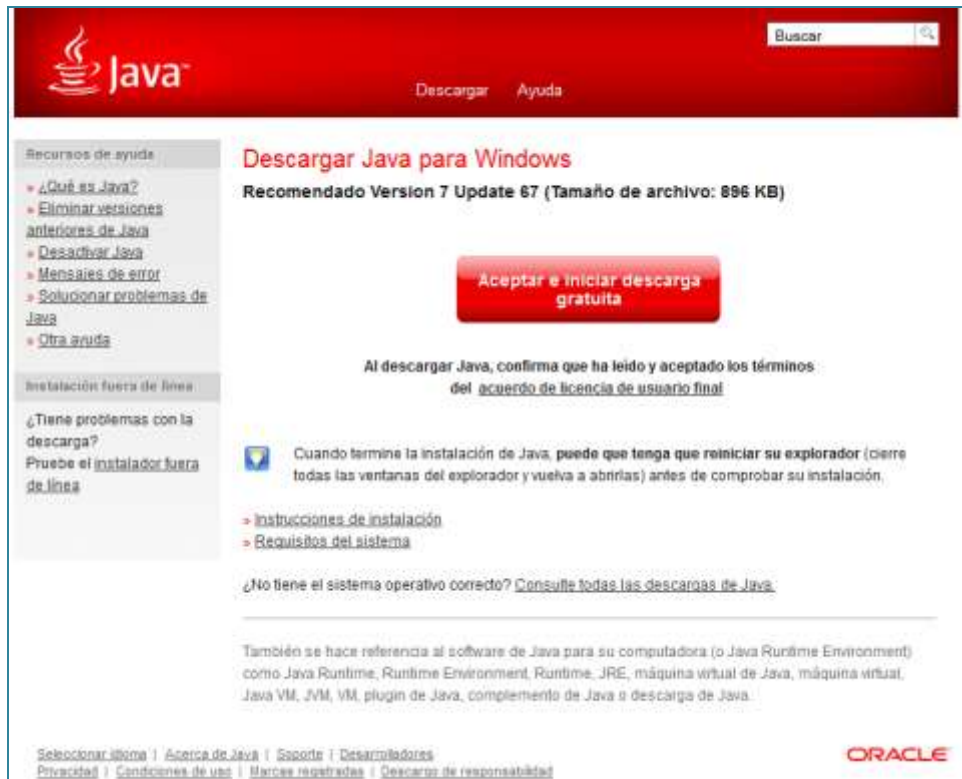 Java
Buscar
Descargar Ayuda
Recursos de ayuda
» ¿Qué es Java?
» Eliminar versiones
anteriores de Java
» Desactivar Java
» Mensajes de error
» Solucionar problemas de
Java
» Otra ayuda
Instalación fuera de línea
¿Tiene problemas con la
descarga?
Pruebe el instalador fuera
de línea
Descargar Java para Windows
Recomendado Version 7 Update 67 (Tamaño de archivo: 896 KB)
Aceptar e iniciar descarga
gratuita
Al descargar Java, confirma que ha leído y aceptado los términos
del acuerdo de licencia de usuario final
Cuando termine la instalación de Java, puede que tenga que reiniciar su explorador (cierre
todas las ventanas del explorador y vuelva a abrirlas) antes de comprobar su instalación.
» Instrucciones de instalación
» Requisitos del sistema
¿No tiene el sistema operativo correcto? Consulte todas las descargas de Java.
También se hace referencia al software de Java para su computadora (o Java Runtime Environment)
como Java Runtime, Runtime Environment, Runtime, JRE, máquina virtual de Java, máquina virtual,
Java VM, JVM, VM, plugin de Java, complemento de Java o descarga de Java.
Seleccionar idioma | Acerca de Java | Soporte | Desarrolladores
Privacidad | Condiciones de uso | Marcas registradas | Descargo de responsabilidad
ORACLE